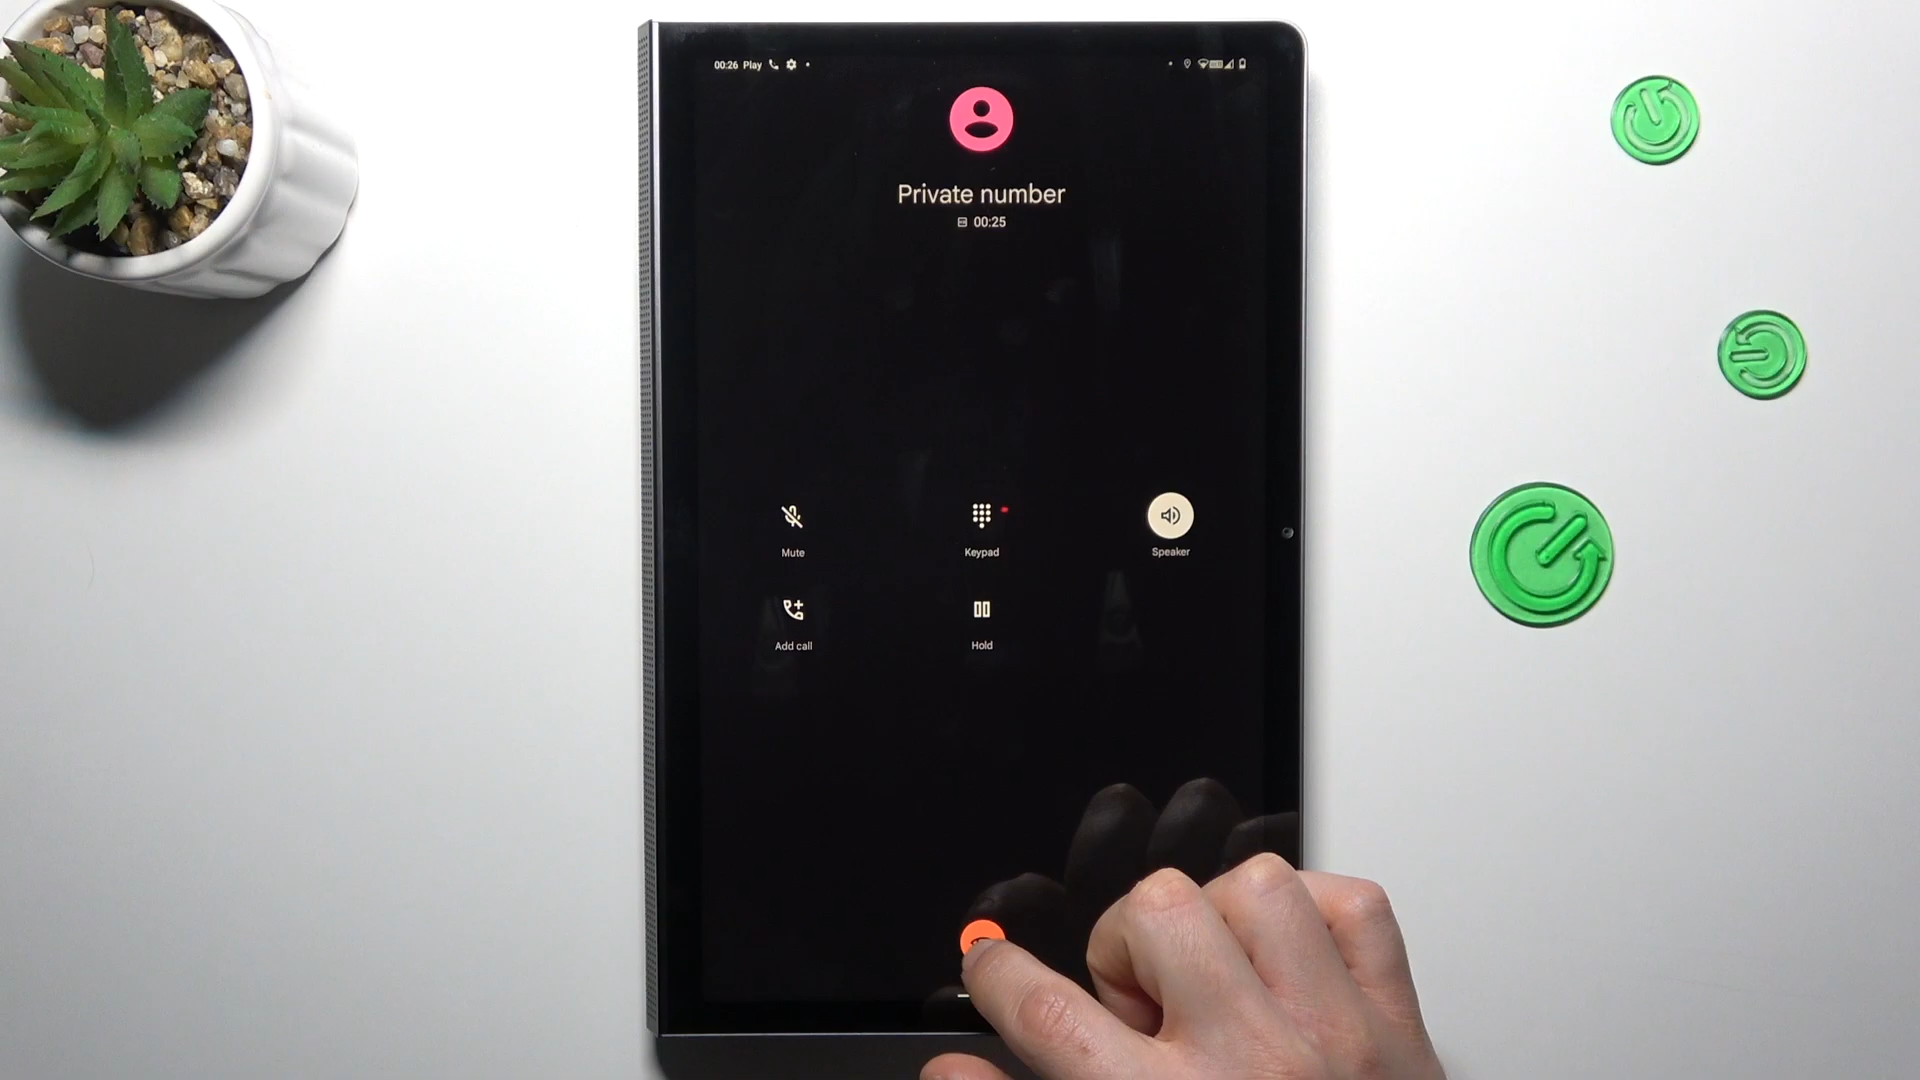 00:26 Play
Private number
00:25
Mute
Keypad
Speaker
Add call
Hold